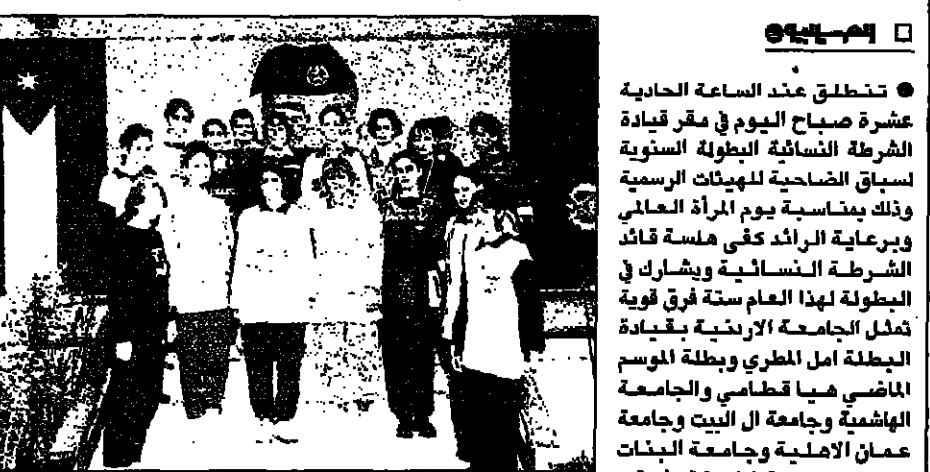 ● تنطلق عند الساعة الحادية
عشرة صباح اليوم في مقر قيادة
الشرطة النسائية البطولة السنوية
لسباق الضاحية للهيئات الرسمية
وذلك بمناسبة يوم المرأة العالمي
وبرعاية الرائد كفى هلسة قائد
الشرطة النسائية ويشارك في
البطولة لهذا العام ستة فرق قوية
تمثل الجامعة الاردنية بقيادة
البطلة امل المطري وبطلة الموسم
الماضي هيا قطامي والجامعة
الهاشمية وجامعة ال البيت وجامعة
عمان الاهلية وجامعة البنات